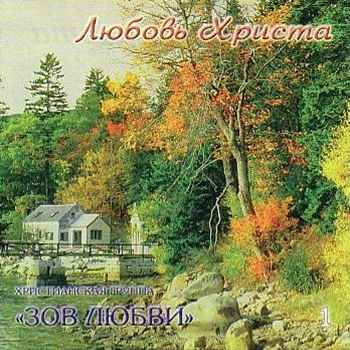 Любовь Христа
ХРИСТИАНСКАЯ ГРУППА
«ЗОВ ЛЮБВИ»
1